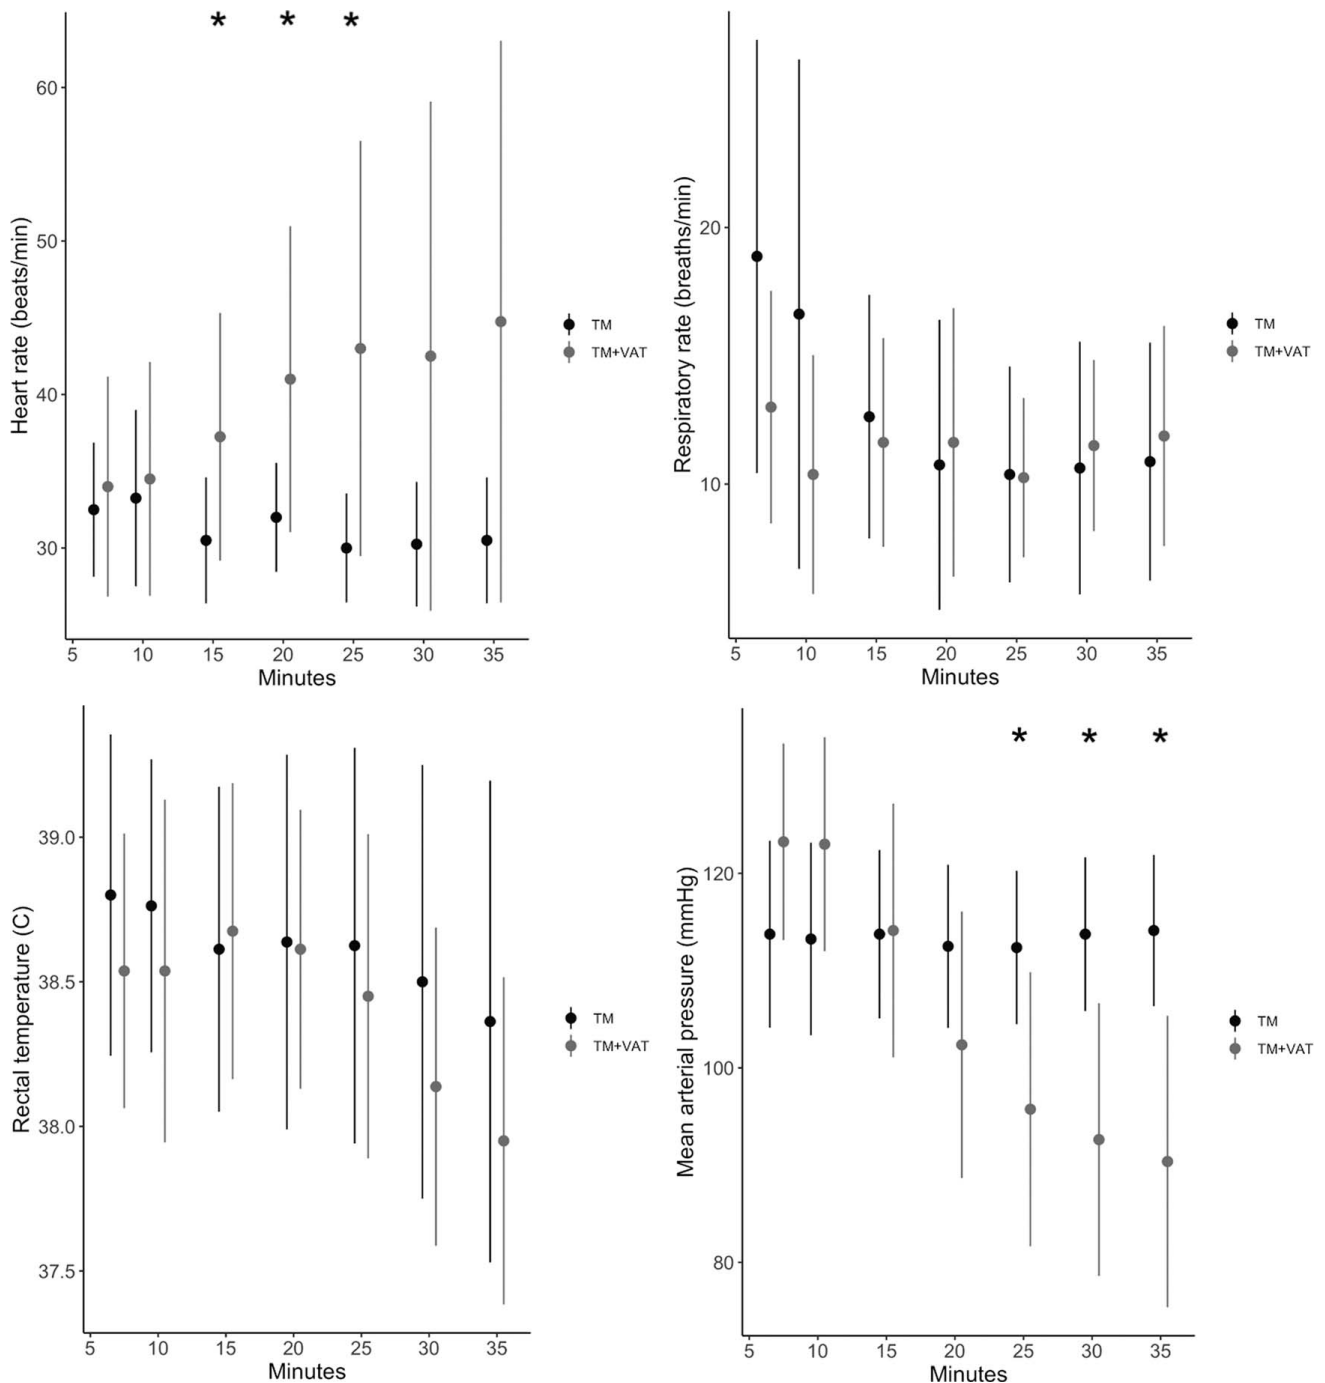 * * *
60
50
40
30
5 10 15 20 25 30 35
Minutes
Heart rate (beats/min)
TM
TM+VAT
20
10
5 10 15 20 25 30 35
Minutes
Respiratory rate (breaths/min)
TM
TM+VAT
39.0
38.5
38.0
37.5
5 10 15 20 25 30 35
Minutes
Rectal temperature (C)
TM
TM+VAT
* * *
120
100
80
5 10 15 20 25 30 35
Minutes
Mean arterial pressure (mmHg)
TM
TM+VAT